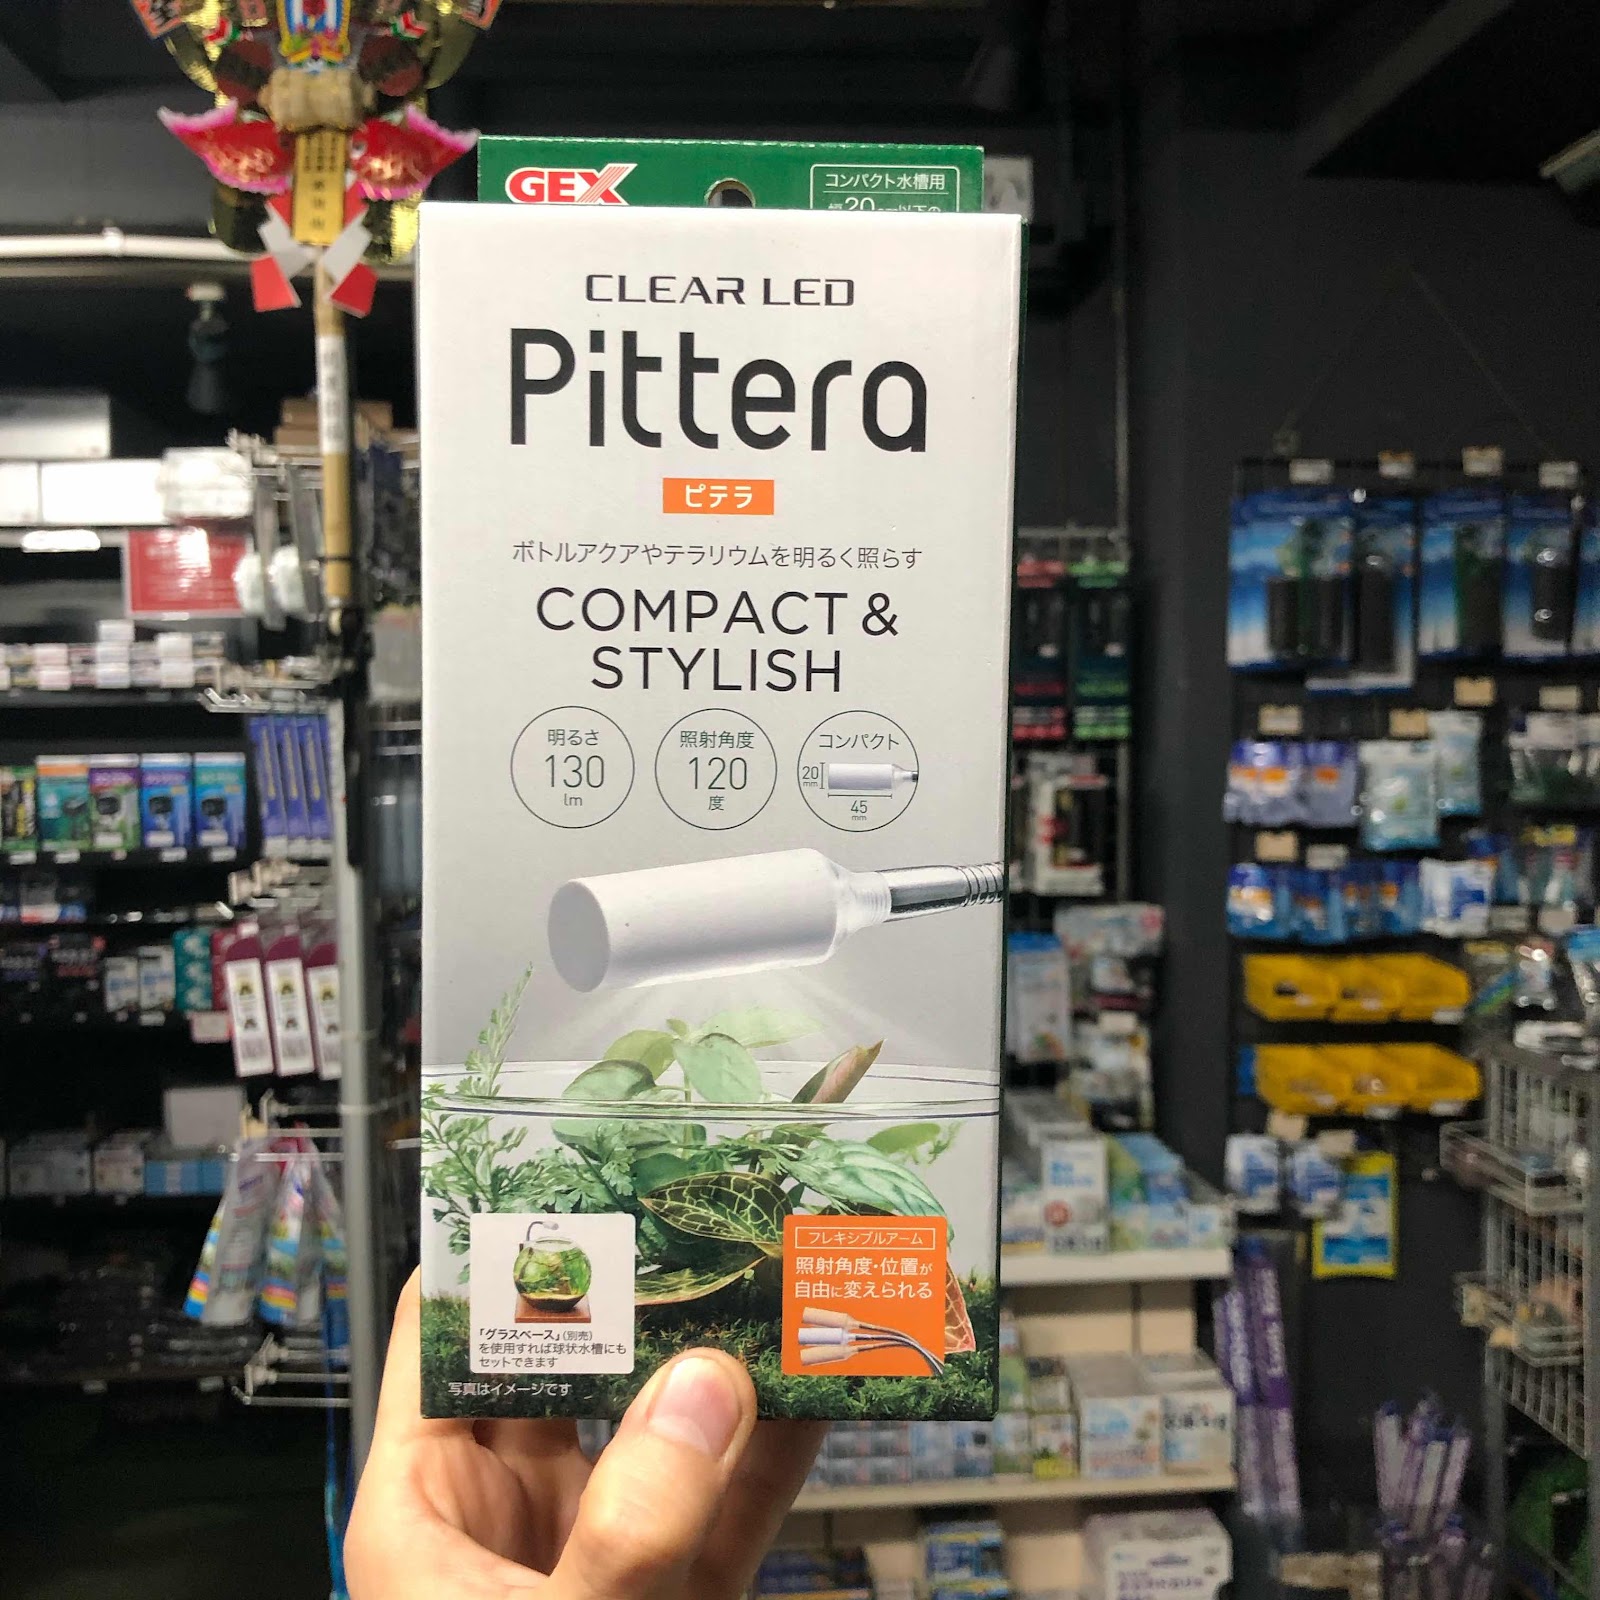 GEX
コンパクト水槽用
CLEAR LED
Pittera
ピテラ
ボトルアクアやテラリウムを明るく照らす
COMPACT &
STYLISH
明るさ
130
lm
照射角度
120
度
コンパクト
20
mm
45
mm
フレキシブルアーム
照射角度・位置が
自由に変えられる
「グラスベース」(別売)
を使用すれば球状水槽にも
セットできます
写真はイメージです